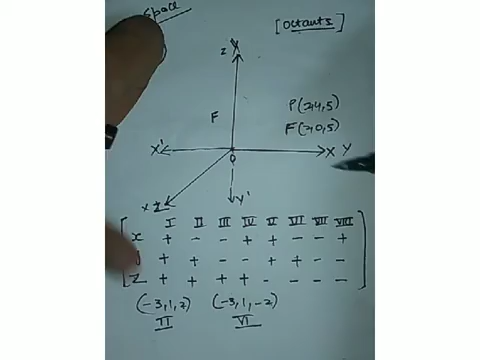 Space
[Octants]
Z Y
F
P(2,4,5)
F(2,0,5)
X' O X Y
X Z Y'
I II III IV V VI VII VIII
X + - - + + - - +
y + + - - + + - -
Z + + + + - - - -
(-3,1,2) (-3,1,-2)
II VI